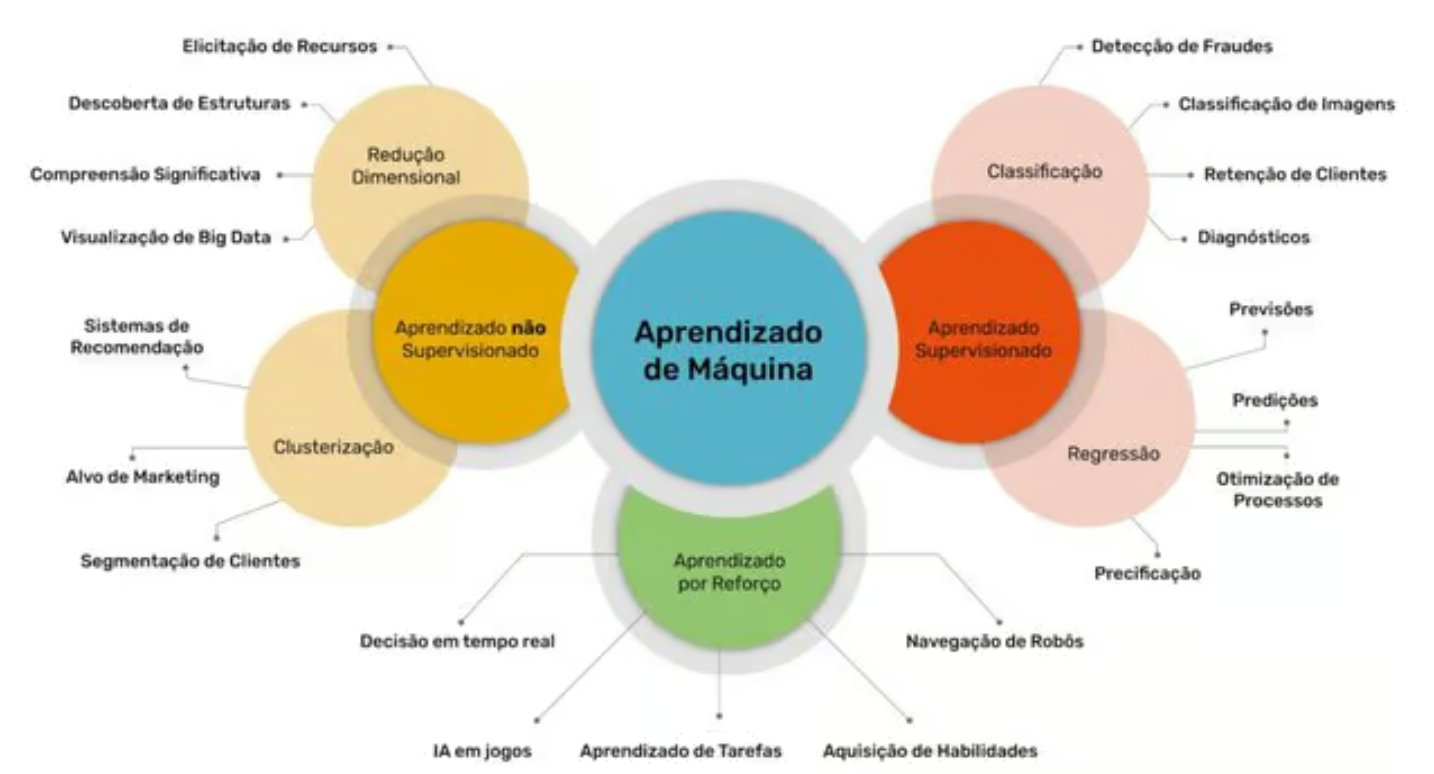 Elicitação de Recursos
Descoberta de Estruturas
Compreensão Significativa
Visualização de Big Data
Redução
Dimensional
Sistemas de
Recomendação
Alvo de Marketing
Segmentação de Clientes
Clusterização
Aprendizado não
Supervisionado
Aprendizado
de Máquina
Aprendizado
Supervisionado
Classificação
Detecção de Fraudes
Classificação de Imagens
Retenção de Clientes
Diagnósticos
Regressão
Previsões
Predições
Otimização de
Processos
Precificação
Aprendizado
por Reforço
Decisão em tempo real
IA em jogos
Aprendizado de Tarefas
Aquisição de Habilidades
Navegação de Robôs